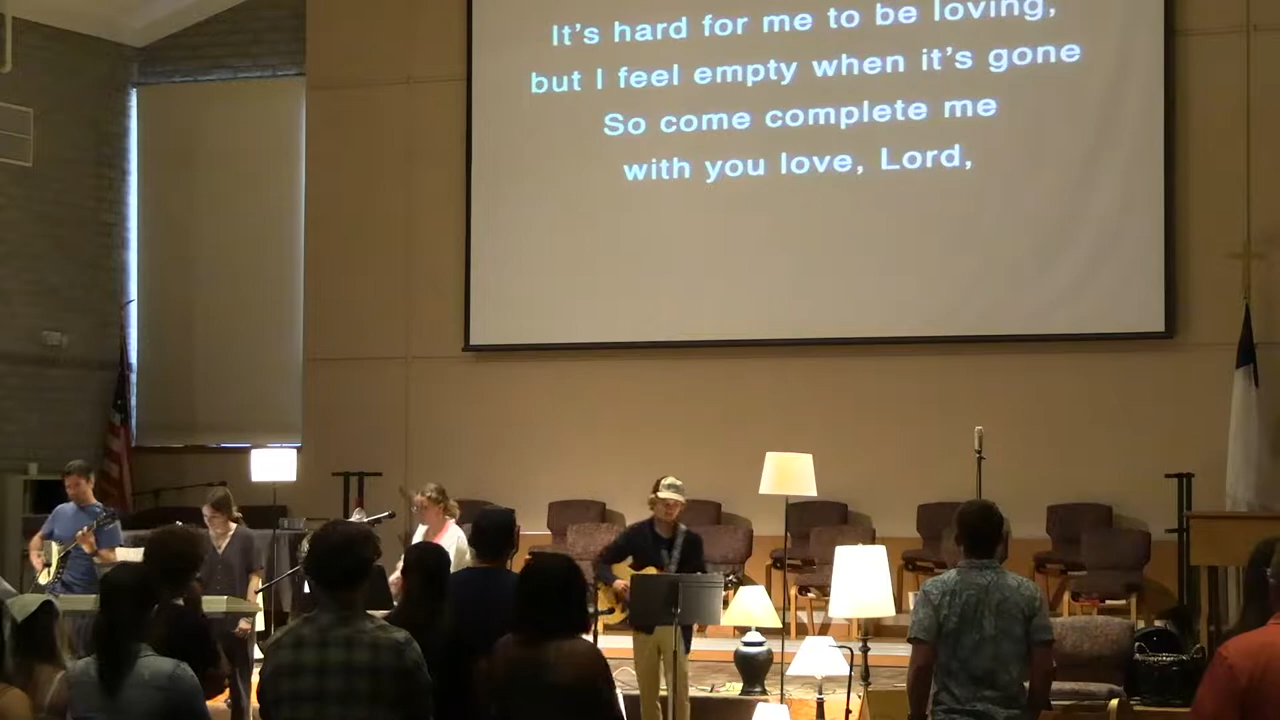 It's hard for me to be loving,
but I feel empty when it's gone
So come complete me
with you love, Lord,